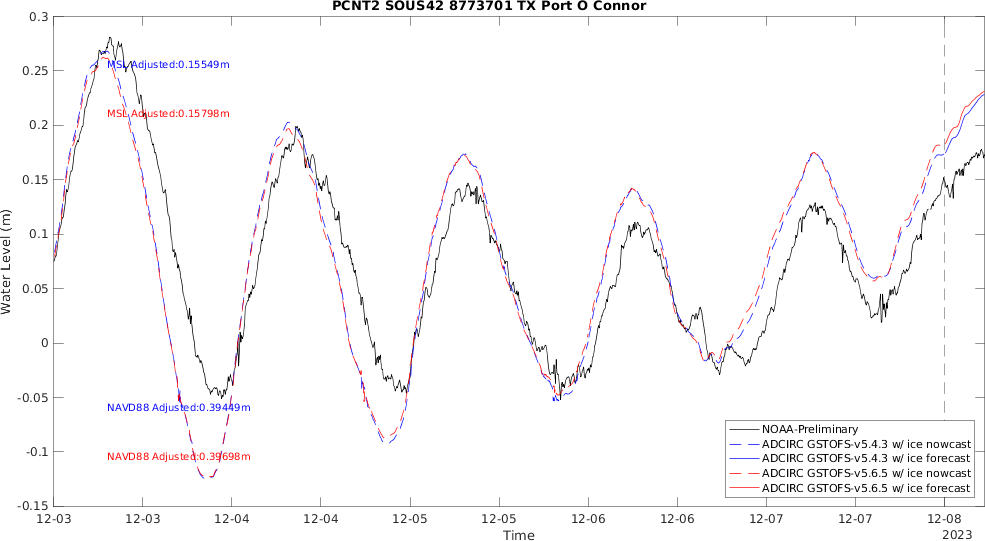 PCNT2 SOUS42 8773701 TX Port O Connor
0.3
0.25
0.2
0.15
0.1
0.05
0
-0.05
-0.1
-0.15
Water Level (m)
MSL Adjusted:0.15549m
MSL Adjusted:0.15798m
NAVD88 Adjusted:0.39449m
NAVD88 Adjusted:0.39698m
NOAA-Preliminary
ADCIRC GSTOFS-v5.4.3 w/ ice nowcast
ADCIRC GSTOFS-v5.4.3 w/ ice forecast
ADCIRC GSTOFS-v5.6.5 w/ ice nowcast
ADCIRC GSTOFS-v5.6.5 w/ ice forecast
12-03 12-03 12-04 12-04 12-05 12-05 12-06 12-06 12-07 12-07 12-08
2023
Time